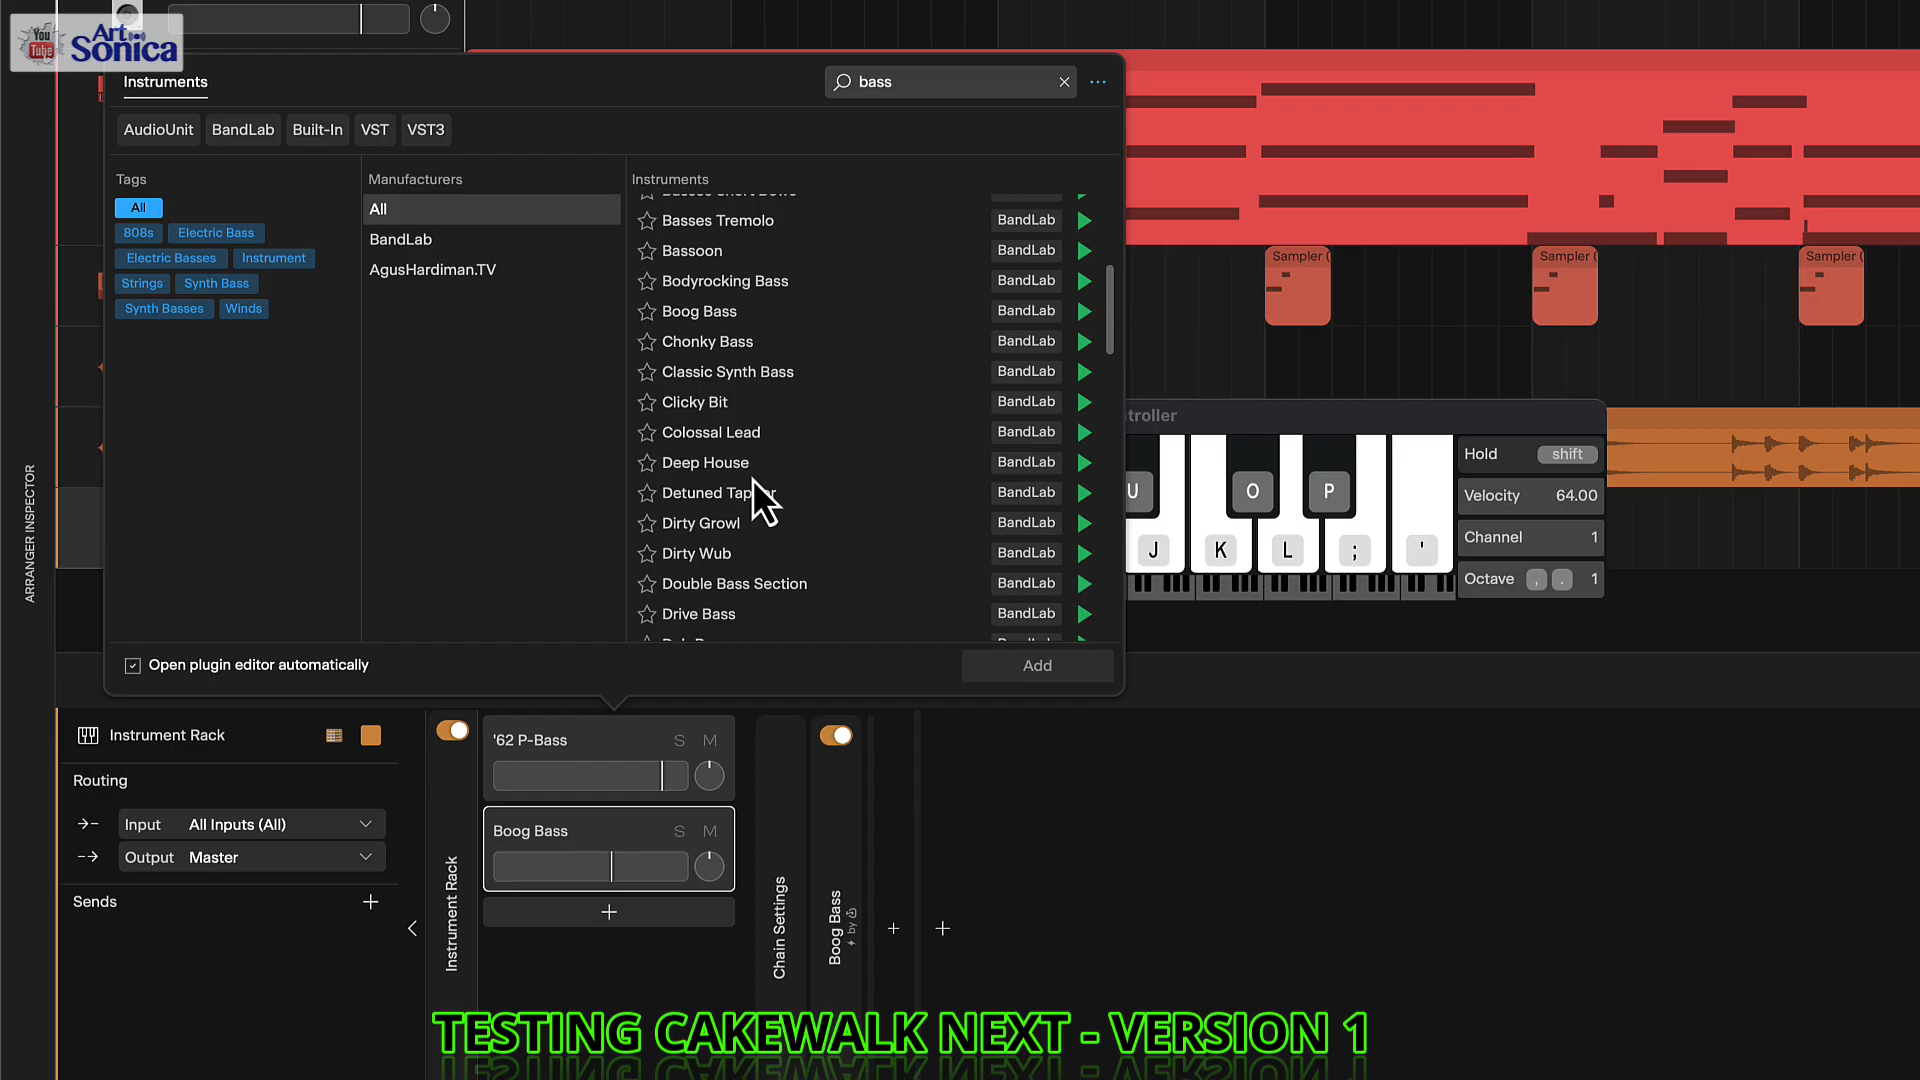 You
Tube
Art
Sonica
Instruments
bass
AudioUnit BandLab Built-In VST VST3
Tags
All
808s Electric Bass
Electric Basses Instrument
Strings Synth Bass
Synth Basses Winds
Manufacturers
All
BandLab
AgusHardiman.TV
Instruments
Basses Tremolo BandLab
Bassoon BandLab
Bodyrocking Bass BandLab
Boog Bass BandLab
Chonky Bass BandLab
Classic Synth Bass BandLab
Clicky Bit BandLab
Colossal Lead BandLab
Deep House BandLab
Detuned BandLab
Dirty Growl BandLab
Dirty Wub BandLab
Double Bass Section BandLab
Drive Bass BandLab
Open plugin editor automatically
Add
Sampler (
Sampler (
Sampler (
troller
U O P
J K L ; '
Hold shift
Velocity 64.00
Channel 1
Octave , . 1
ARRANGER INSPECTOR
Instrument Rack
Routing
Input All Inputs (All)
Output Master
Sends
Instrument Rack
'62 P-Bass S M
Boog Bass S M
Chain Settings
Boog Bass
by
TESTING CAKEWALK NEXT - VERSION 1